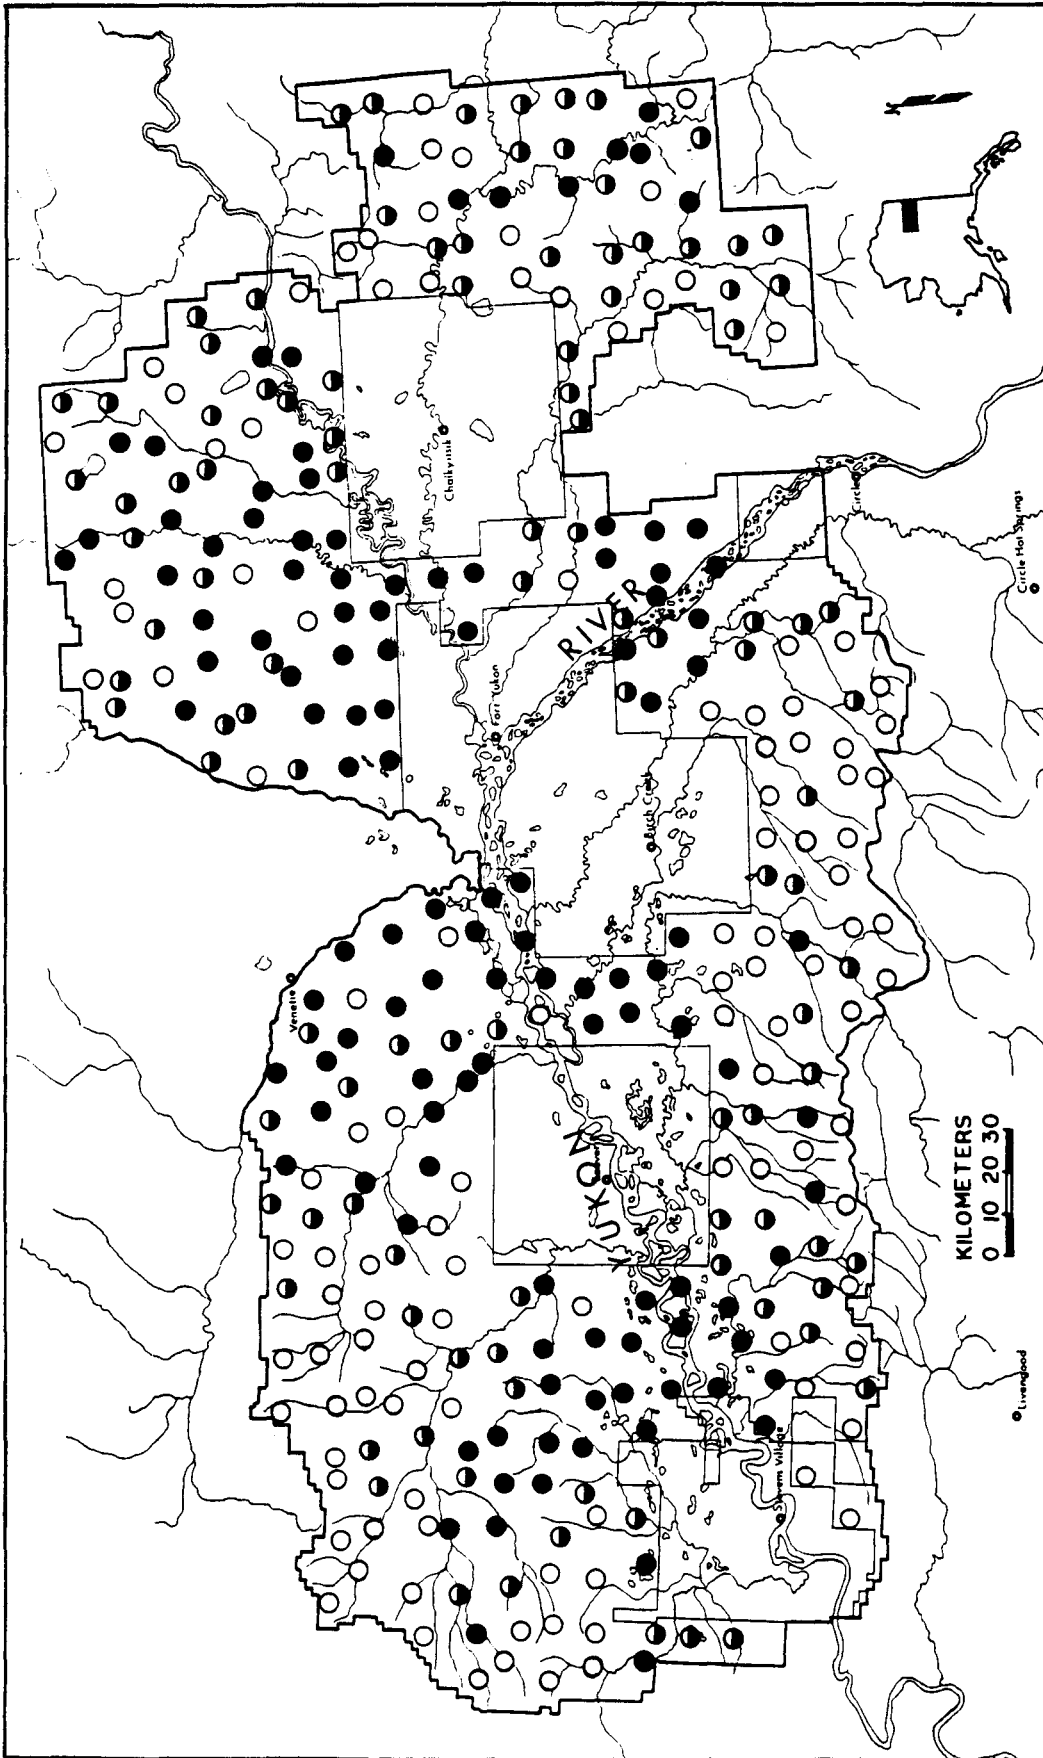 Venetie
Fort Yukon
Chalkyitsik
Birch Creek
YUKON
RIVER
Beaver
Circle
Circle Hot Springs
Stevens Village
Livengood
KILOMETERS
0 10 20 30
N